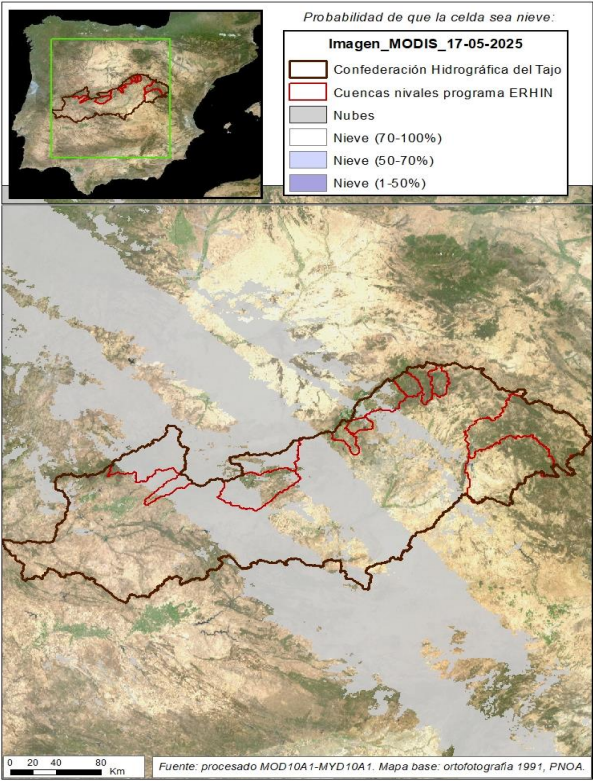 Probabilidad de que la celda sea nieve:
Imagen_MODIS_17-05-2025
Confederación Hidrográfica del Tajo
Cuencas nivales programa ERHIN
Nubes
Nieve (70-100%)
Nieve (50-70%)
Nieve (1-50%)
0 20 40 80
Km
Fuente: procesado MOD10A1-MYD10A1. Mapa base: ortofotografía 1991, PNOA.